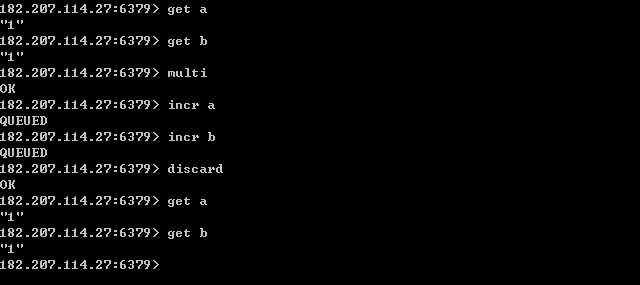 182.207.114.27:6379> get a
"1"
182.207.114.27:6379> get b
"1"
182.207.114.27:6379> multi
OK
182.207.114.27:6379> incr a
QUEUED
182.207.114.27:6379> incr b
QUEUED
182.207.114.27:6379> discard
OK
182.207.114.27:6379> get a
"1"
182.207.114.27:6379> get b
"1"
182.207.114.27:6379>